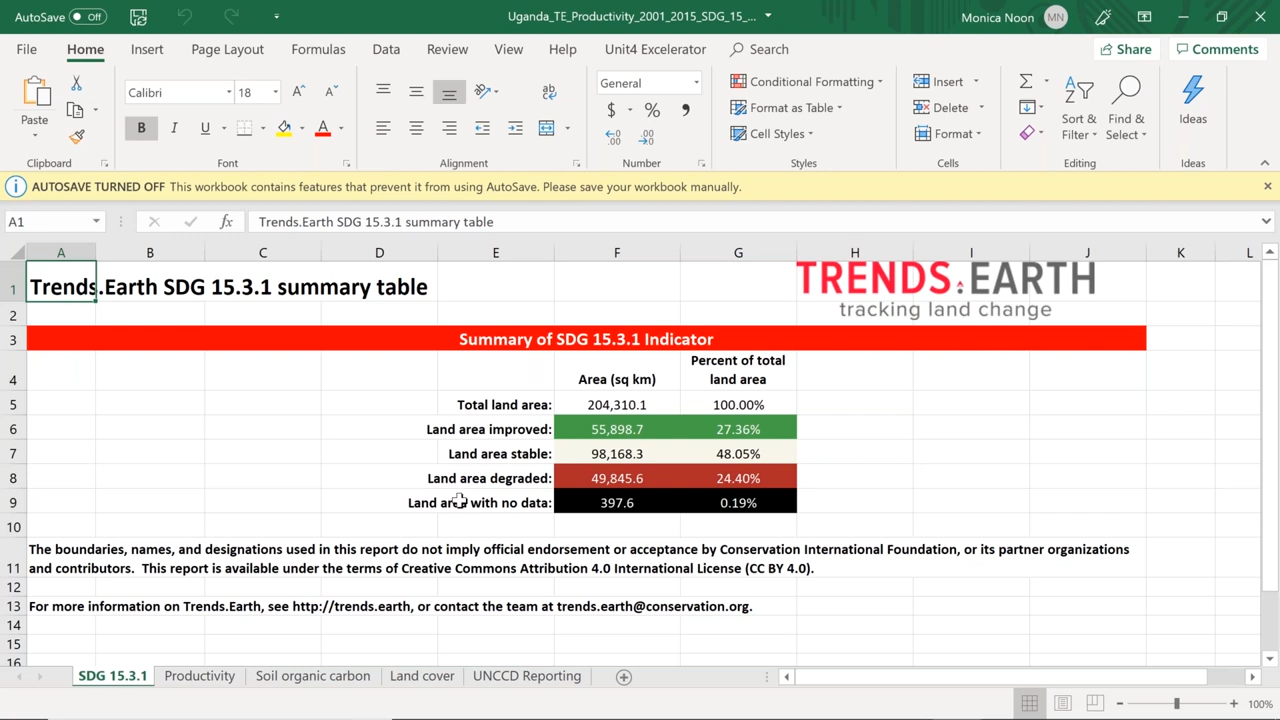 AutoSave Off Uganda_TE_Productivity_2001_2015_SDG_15_... Monica Noon MN
File Home Insert Page Layout Formulas Data Review View Help Unit4 Excelerator Search Share Comments
Paste
Calibri 18
B I U A
General
$ % ,
Conditional Formatting
Format as Table
Cell Styles
Insert
Delete
Format
Sort & Filter
Find & Select
Ideas
Clipboard Font Alignment Number Styles Cells Editing Ideas
AUTOSAVE TURNED OFF This workbook contains features that prevent it from using AutoSave. Please save your workbook manually.
A1 fx Trends.Earth SDG 15.3.1 summary table
A B C D E F G H I J K L
1 Trends.Earth SDG 15.3.1 summary table
TRENDS.EARTH
tracking land change
2
3 Summary of SDG 15.3.1 Indicator
4 Area (sq km) Percent of total land area
5 Total land area: 204,310.1 100.00%
6 Land area improved: 55,898.7 27.36%
7 Land area stable: 98,168.3 48.05%
8 Land area degraded: 49,845.6 24.40%
9 Land area with no data: 397.6 0.19%
10
11 The boundaries, names, and designations used in this report do not imply official endorsement or acceptance by Conservation International Foundation, or its partner organizations
and contributors. This report is available under the terms of Creative Commons Attribution 4.0 International License (CC BY 4.0).
12
13 For more information on Trends.Earth, see http://trends.earth, or contact the team at trends.earth@conservation.org.
14
15
16
SDG 15.3.1 Productivity Soil organic carbon Land cover UNCCD Reporting
100%